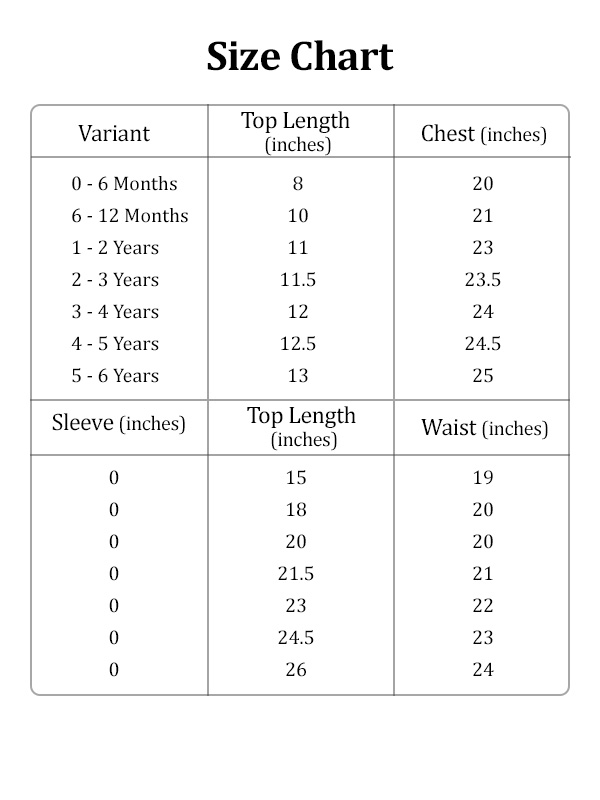 Size Chart
Variant Top Length (inches) Chest (inches)
0 - 6 Months 8 20
6 - 12 Months 10 21
1 - 2 Years 11 23
2 - 3 Years 11.5 23.5
3 - 4 Years 12 24
4 - 5 Years 12.5 24.5
5 - 6 Years 13 25
Sleeve (inches) Top Length (inches) Waist (inches)
0 15 19
0 18 20
0 20 20
0 21.5 21
0 23 22
0 24.5 23
0 26 24